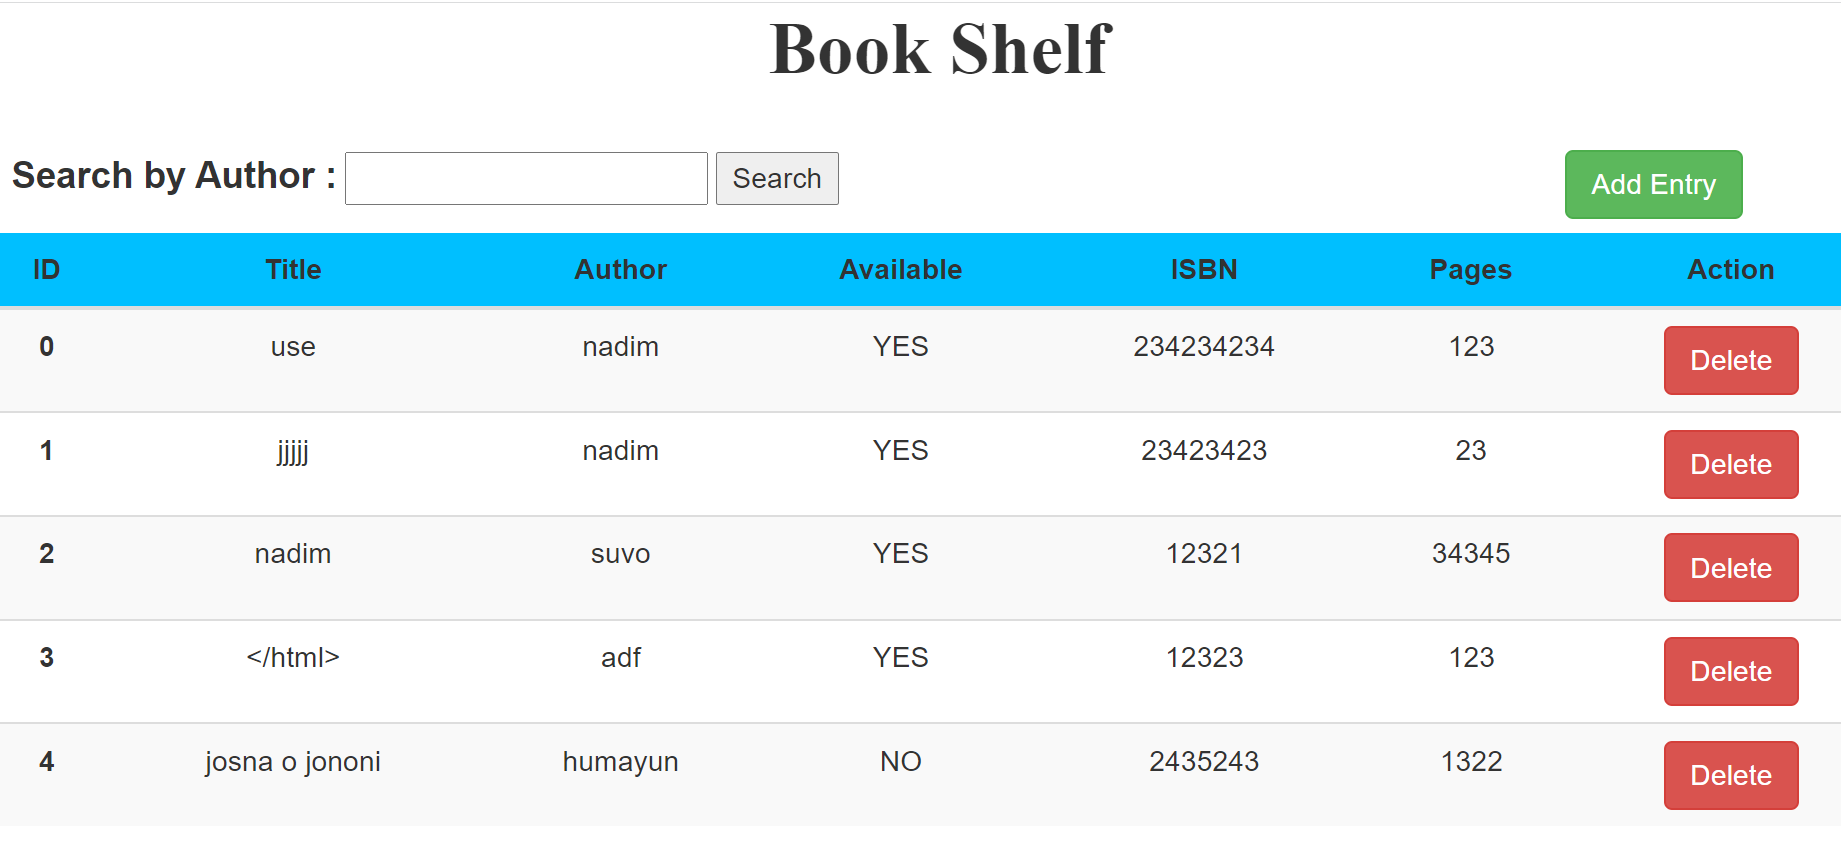 Book Shelf
Search by Author : Search Add Entry
ID Title Author Available ISBN Pages Action
0 use nadim YES 234234234 123 Delete
1 jjjjj nadim YES 23423423 23 Delete
2 nadim suvo YES 12321 34345 Delete
3 </html> adf YES 12323 123 Delete
4 josna o jononi humayun NO 2435243 1322 Delete